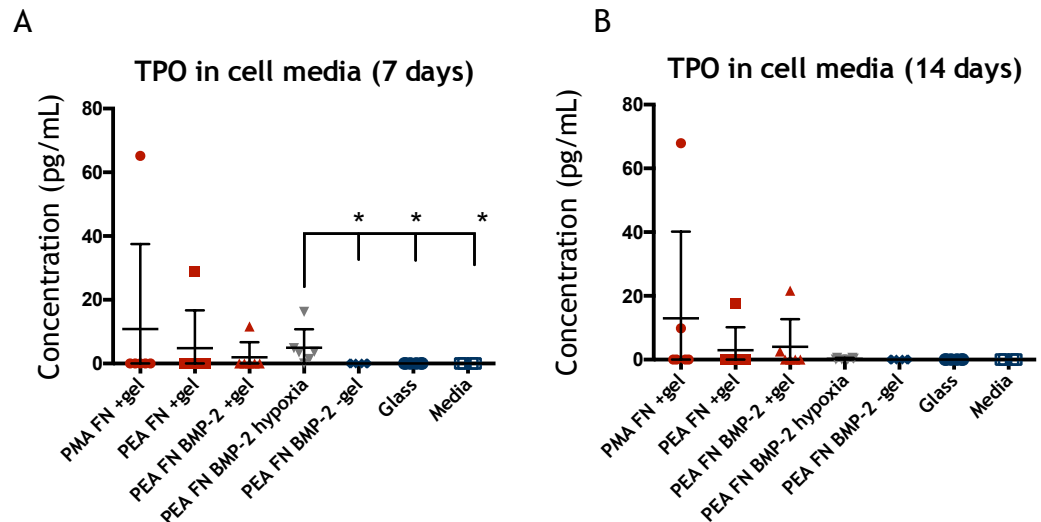 A
TPO in cell media (7 days)
Concentration (pg/mL)
80
60
40
20
0
* * *
PMA FN +gel
PEA FN +gel
PEA FN BMP-2 +gel
PEA FN BMP-2 hypoxia
PEA FN BMP-2 -gel
Glass
Media
B
TPO in cell media (14 days)
Concentration (pg/mL)
80
60
40
20
0
PMA FN +gel
PEA FN +gel
PEA FN BMP-2 +gel
PEA FN BMP-2 hypoxia
PEA FN BMP-2 -gel
Glass
Media